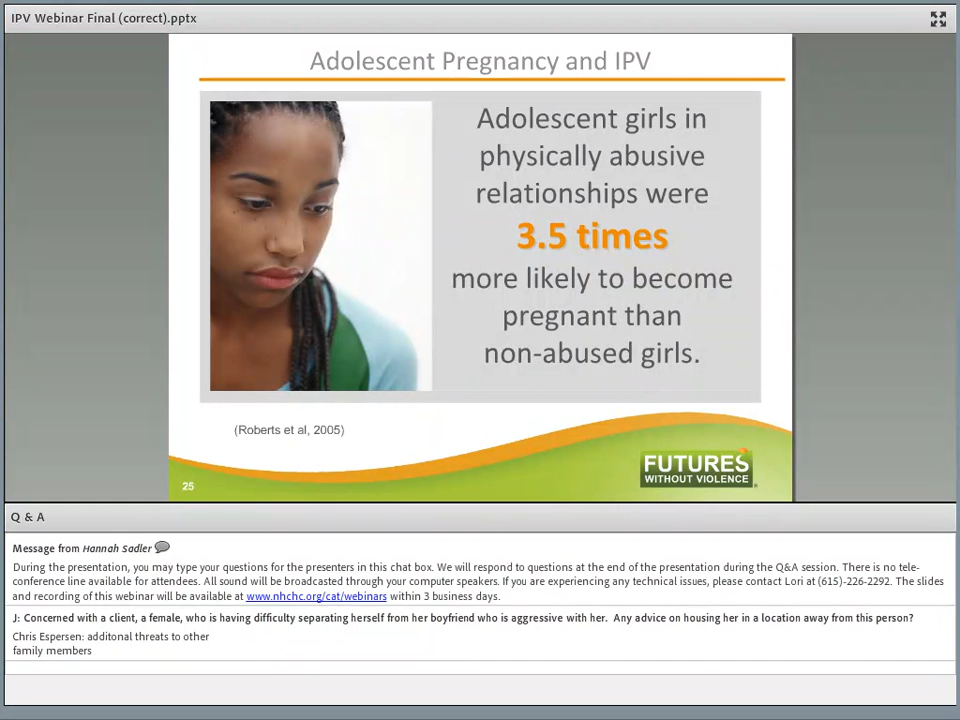 IPV Webinar Final (correct).pptx
Adolescent Pregnancy and IPV
Adolescent girls in
physically abusive
relationships were
3.5 times
more likely to become
pregnant than
non-abused girls.
(Roberts et al, 2005)
25
FUTURES
WITHOUT VIOLENCE
Q & A
Message from Hannah Sadler
During the presentation, you may type your questions for the presenters in this chat box. We will respond to questions at the end of the presentation during the Q&A session. There is no tele-
conference line available for attendees. All sound will be broadcasted through your computer speakers. If you are experiencing any technical issues, please contact Lori at (615)-226-2292. The slides
and recording of this webinar will be available at www.nhchc.org/cat/webinars within 3 business days.
J: Concerned with a client, a female, who is having difficulty separating herself from her boyfriend who is aggressive with her. Any advice on housing her in a location away from this person?
Chris Espersen: additonal threats to other
family members